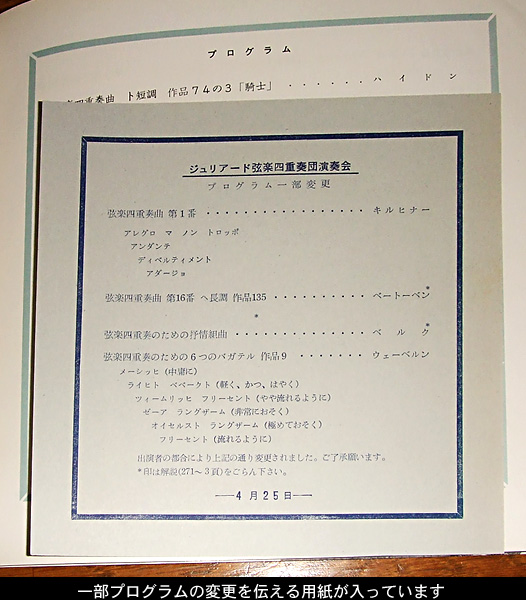 プログラム
四重奏曲 ト短調 作品74の3「騎士」 ・・・・・・ ハイドン
ジュリアード弦楽四重奏団演奏会
プログラム一部変更
弦楽四重奏曲 第1番 ・・・・・・・・・・・・・・・・・ キルヒナー
アレグロ マ ノン トロッポ
アンダンテ
ディベルティメント
アダージョ
弦楽四重奏曲 第16番 ヘ長調 作品135 ・・・・・・・・・・ ベートーベン*
*
弦楽四重奏のための抒情組曲 ・・・・・・・・・・・ ベルク*
弦楽四重奏のための6つのバガテル 作品9 ・・・・・・・ ウェーベルン
メーシッヒ (中庸に)
ライヒト ベベークト (軽く、かつ、はやく)
ツィームリッヒ フリーセント (やや流れるように)
ゼーア ラングザーム (非常におそく)
オイセルスト ラングザーム (極めておそく)
フリーセント (流れるように)
出演者の都合により上記の通り変更されました。ご了承願います。
*印は解説(271~3頁)をごらん下さい。
―4月25日―
一部プログラムの変更を伝える用紙が入っています